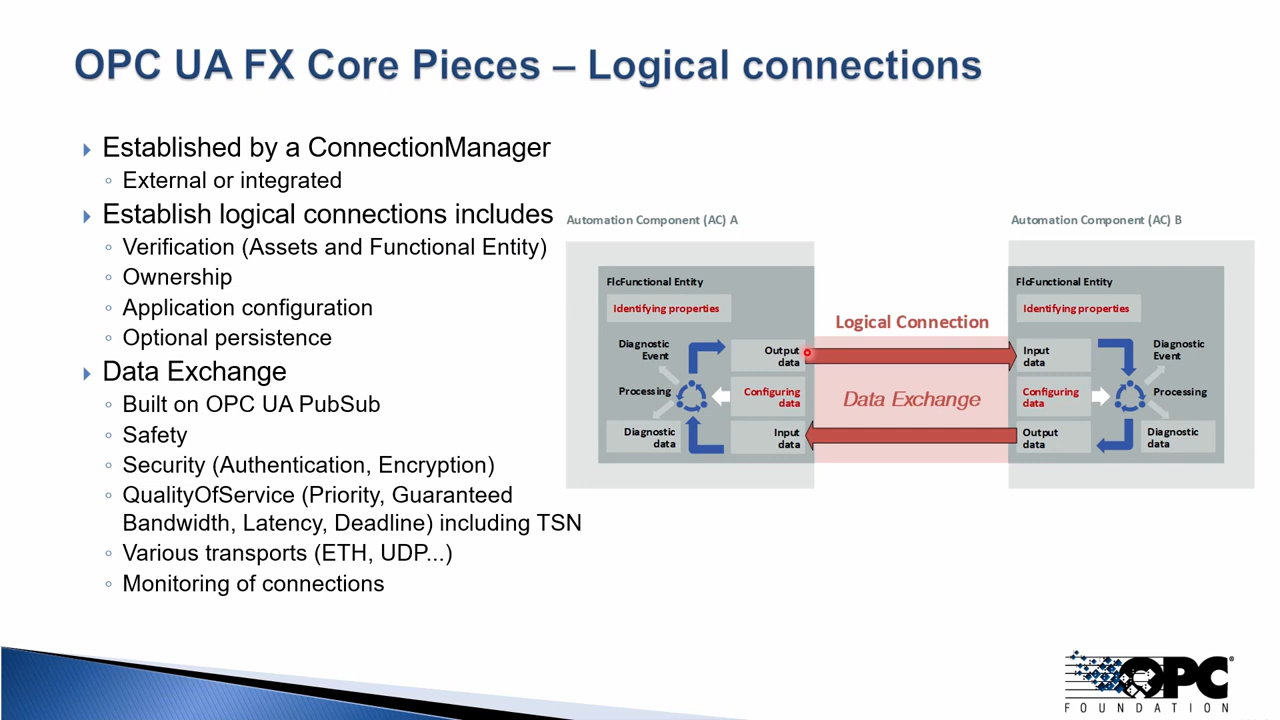 OPC UA FX Core Pieces – Logical connections
Established by a ConnectionManager
External or integrated
Establish logical connections includes
Verification (Assets and Functional Entity)
Ownership
Application configuration
Optional persistence
Data Exchange
Built on OPC UA PubSub
Safety
Security (Authentication, Encryption)
QualityOfService (Priority, Guaranteed
Bandwidth, Latency, Deadline) including TSN
Various transports (ETH, UDP...)
Monitoring of connections
Automation Component (AC) A
FlcFunctional Entity
Identifying properties
Diagnostic
Event
Processing
Diagnostic
data
Output
data
Configuring
data
Input
data
Logical Connection
Data Exchange
Automation Component (AC) B
FlcFunctional Entity
Identifying properties
Input
data
Configuring
data
Output
data
Diagnostic
Event
Processing
Diagnostic
data
OPC®
FOUNDATION